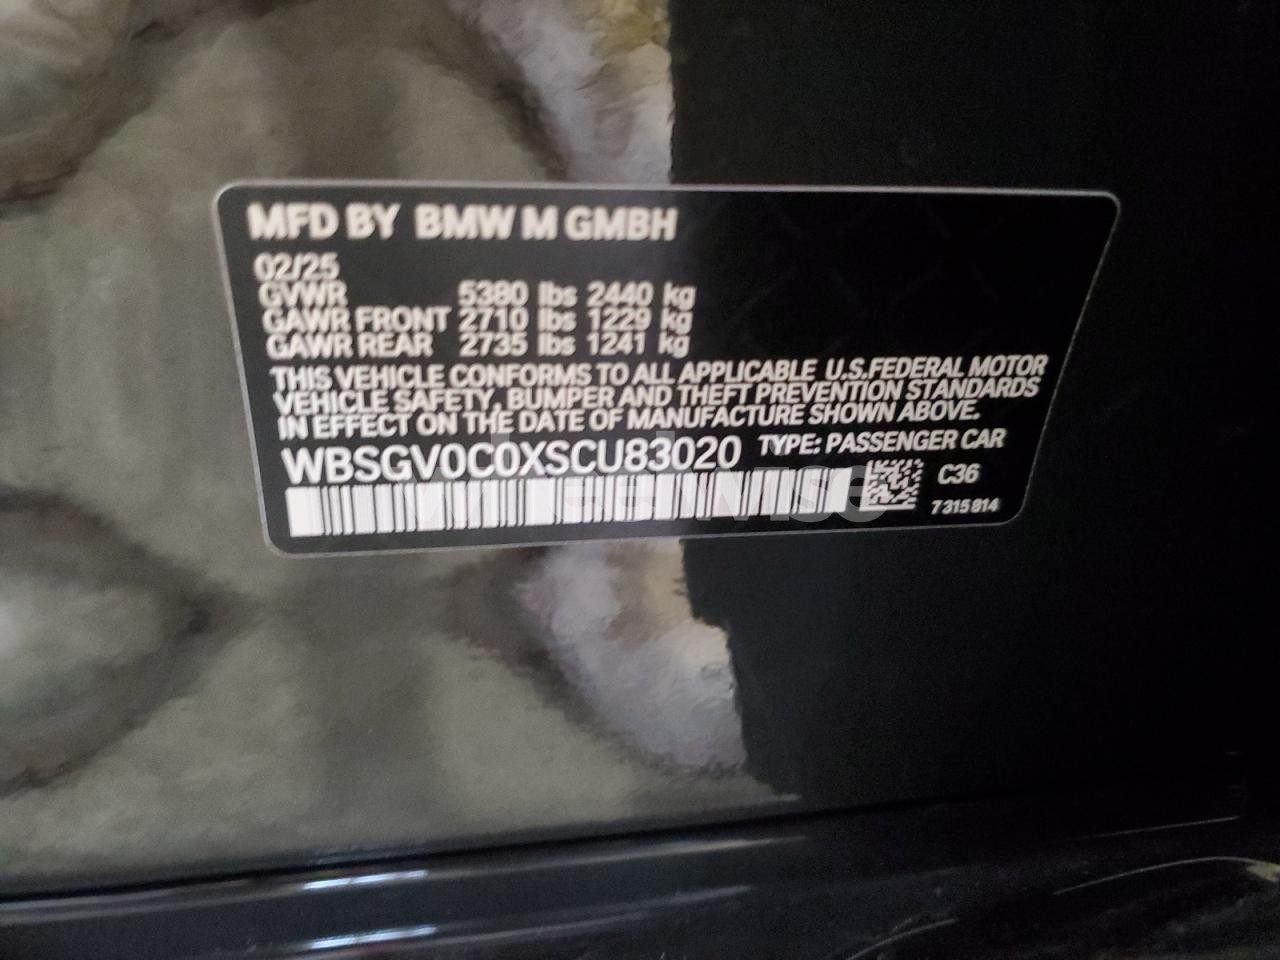 MFD BY BMW M GMBH
02/25
GVWR 5380 lbs 2440 kg
GAWR FRONT 2710 lbs 1229 kg
GAWR REAR 2735 lbs 1241 kg
THIS VEHICLE CONFORMS TO ALL APPLICABLE U.S.FEDERAL MOTOR
VEHICLE SAFETY, BUMPER AND THEFT PREVENTION STANDARDS
IN EFFECT ON THE DATE OF MANUFACTURE SHOWN ABOVE.
WBSGV0C0XSCU83020 TYPE: PASSENGER CAR
C36
7315814